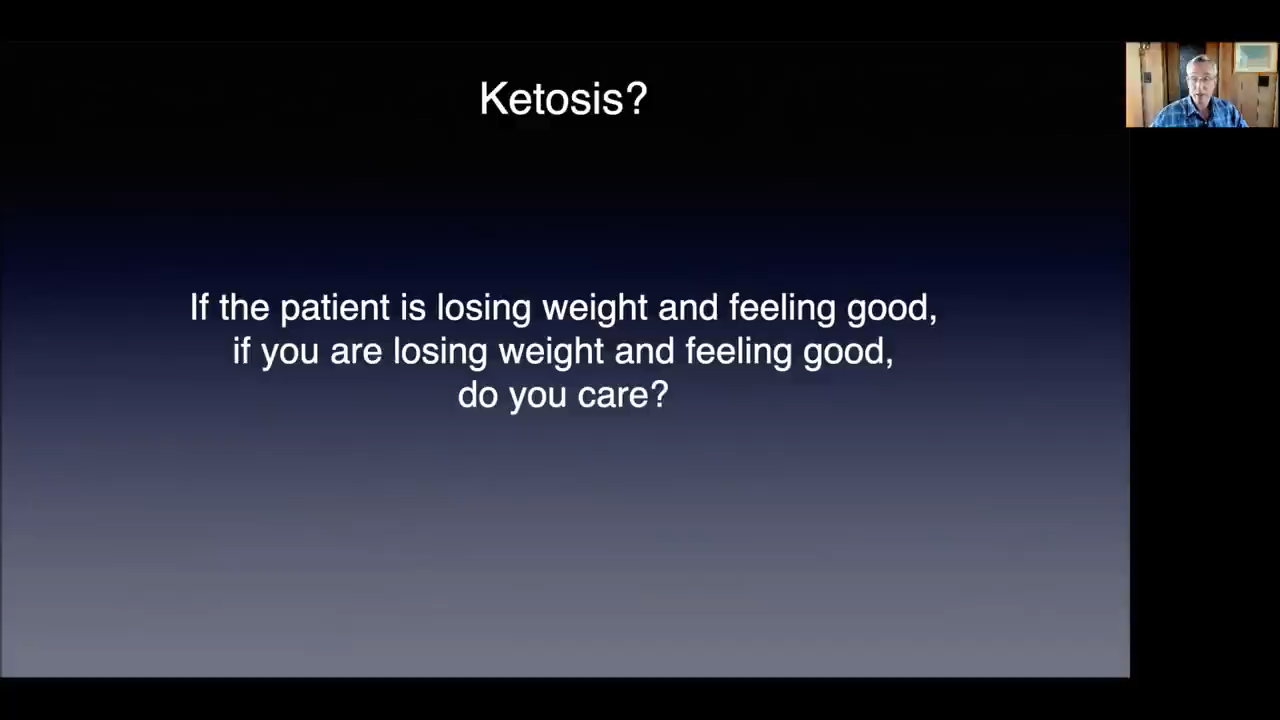 Ketosis?
If the patient is losing weight and feeling good,
if you are losing weight and feeling good,
do you care?